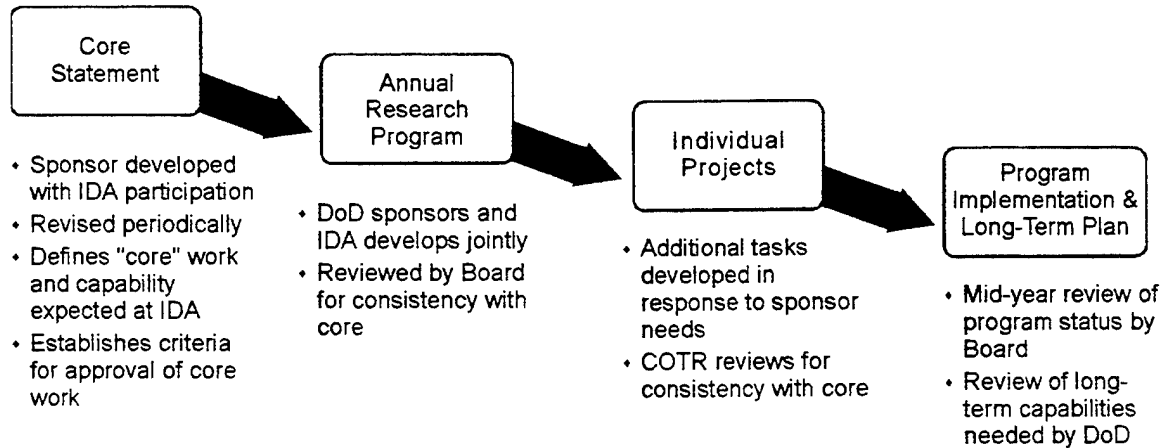 Core
Statement
• Sponsor developed
with IDA participation
• Revised periodically
• Defines "core" work
and capability
expected at IDA
• Establishes criteria
for approval of core
work
Annual
Research
Program
• DoD sponsors and
IDA develops jointly
• Reviewed by Board
for consistency with
core
Individual
Projects
• Additional tasks
developed in
response to sponsor
needs
• COTR reviews for
consistency with core
Program
Implementation &
Long-Term Plan
• Mid-year review of
program status by
Board
• Review of long-
term capabilities
needed by DoD